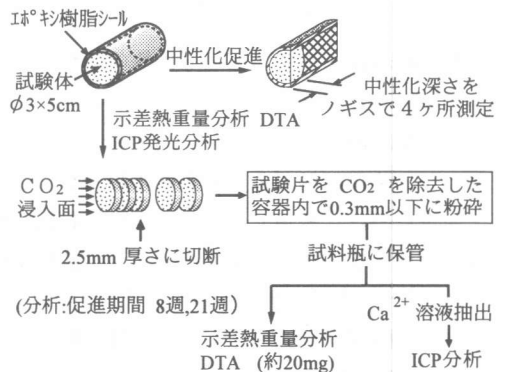 ｴﾎﾟｷｼ樹脂シール
試験体
φ3×5cm
中性化促進
中性化深さを
ノギスで４ヶ所測定
示差熱重量分析 DTA
ICP発光分析
ＣＯ₂
浸入面
2.5mm 厚さに切断
試験片を CO₂ を除去した
容器内で0.3mm以下に粉砕
試料瓶に保管
(分析:促進期間 8週,21週)
示差熱重量分析
DTA (約20mg)
Ca²⁺ 溶液抽出
ICP分析